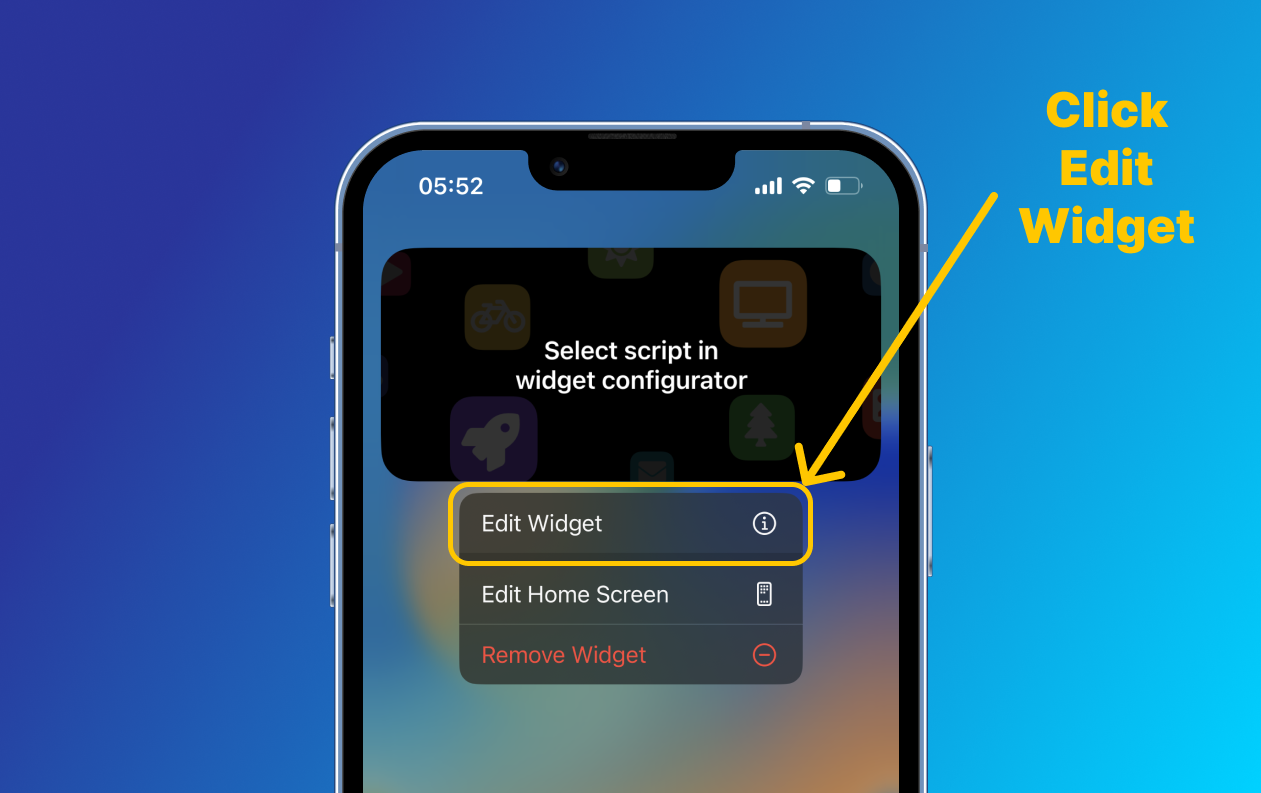 Click
Edit
Widget
05:52
Select script in
widget configurator
Edit Widget
Edit Home Screen
Remove Widget